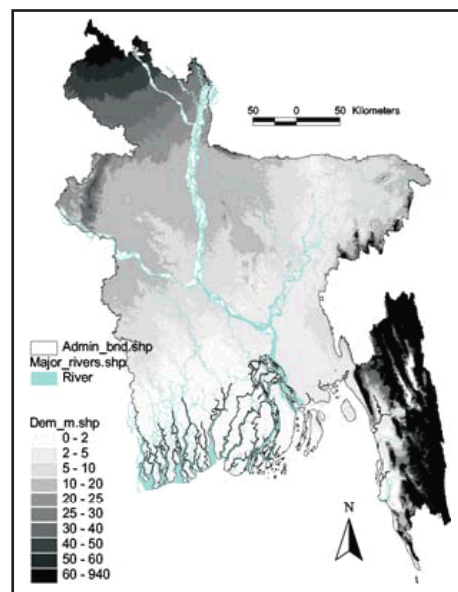 50 0 50 Kilometers
Admin_bnd.shp
Major_rivers.shp
River
Dem_m.shp
0 - 2
2 - 5
5 - 10
10 - 20
20 - 25
25 - 30
30 - 40
40 - 50
50 - 60
60 - 940
N